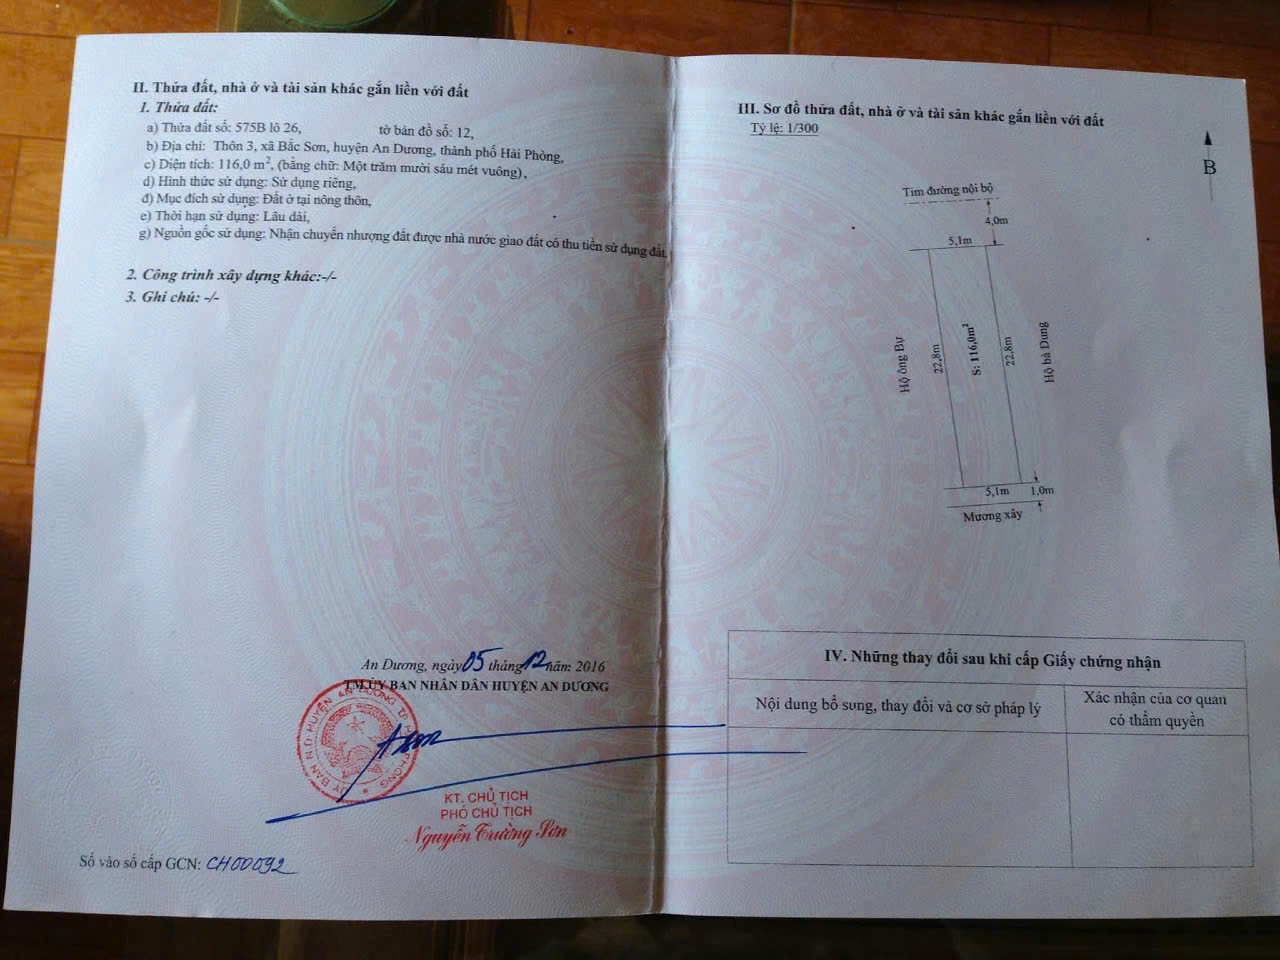 II. Thửa đất, nhà ở và tài sản khác gắn liền với đất
1. Thửa đất:
a) Thửa đất số: 575B lô 26, tờ bản đồ số: 12,
b) Địa chỉ: Thôn 3, xã Bắc Sơn, huyện An Dương, thành phố Hải Phòng,
c) Diện tích: 116,0 m², (bằng chữ: Một trăm mười sáu mét vuông),
d) Hình thức sử dụng: Sử dụng riêng,
đ) Mục đích sử dụng: Đất ở tại nông thôn,
e) Thời hạn sử dụng: Lâu dài,
g) Nguồn gốc sử dụng: Nhận chuyển nhượng đất được nhà nước giao đất có thu tiền sử dụng đất.
2. Công trình xây dựng khác:-/-
3. Ghi chú: -/-
An Dương, ngày 05 tháng 12 năm: 2016
TM.ỦY BAN NHÂN DÂN HUYỆN AN DƯƠNG
ỦY BAN N.D HUYỆN AN DƯƠNG TP HẢI PHÒNG
KT. CHỦ TỊCH
PHÓ CHỦ TỊCH
Nguyễn Trường Sơn
Số vào sổ cấp GCN: CH00092
III. Sơ đồ thửa đất, nhà ở và tài sản khác gắn liền với đất
Tỷ lệ: 1/300
B
Tim đường nội bộ
4,0m
5,1m
Hộ ông Bự
22,8m
S: 116,0m²
22,8m
Hộ bà Dung
5,1m
1,0m
Mương xây
IV. Những thay đổi sau khi cấp Giấy chứng nhận
Nội dung bổ sung, thay đổi và cơ sở pháp lý
Xác nhận của cơ quan
có thẩm quyền